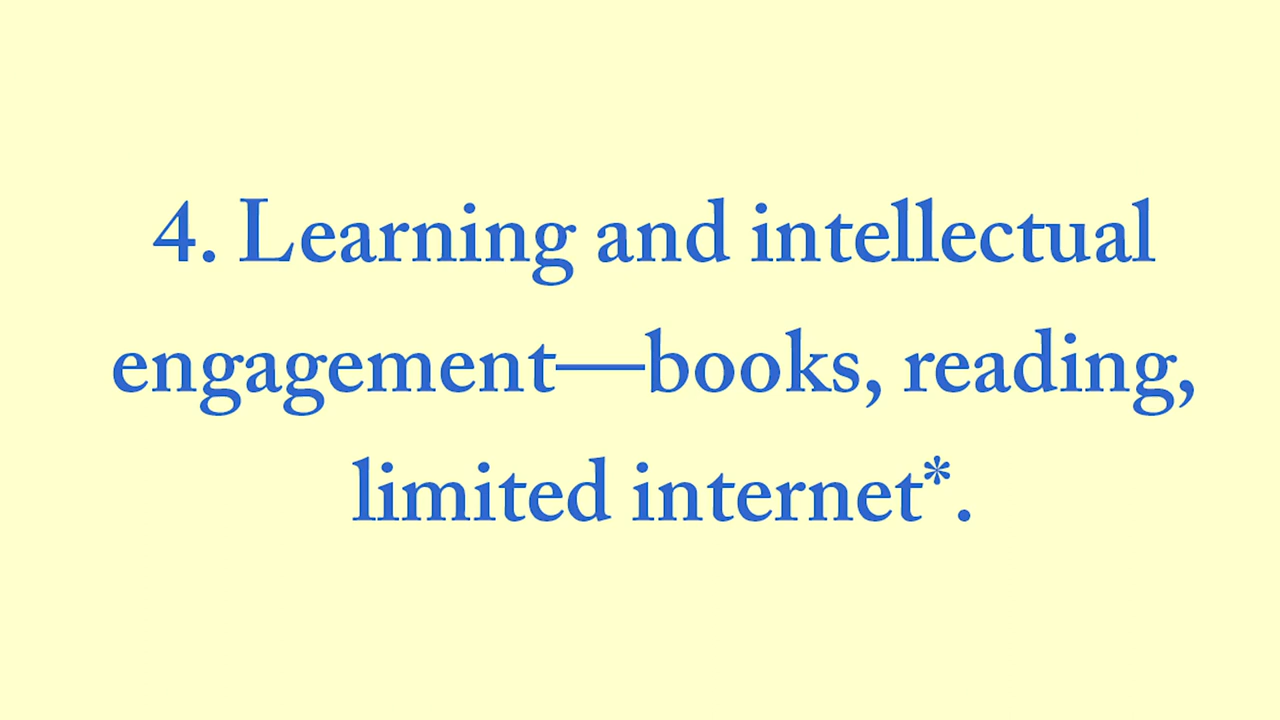 4. Learning and intellectual
engagement—books, reading,
limited internet*.